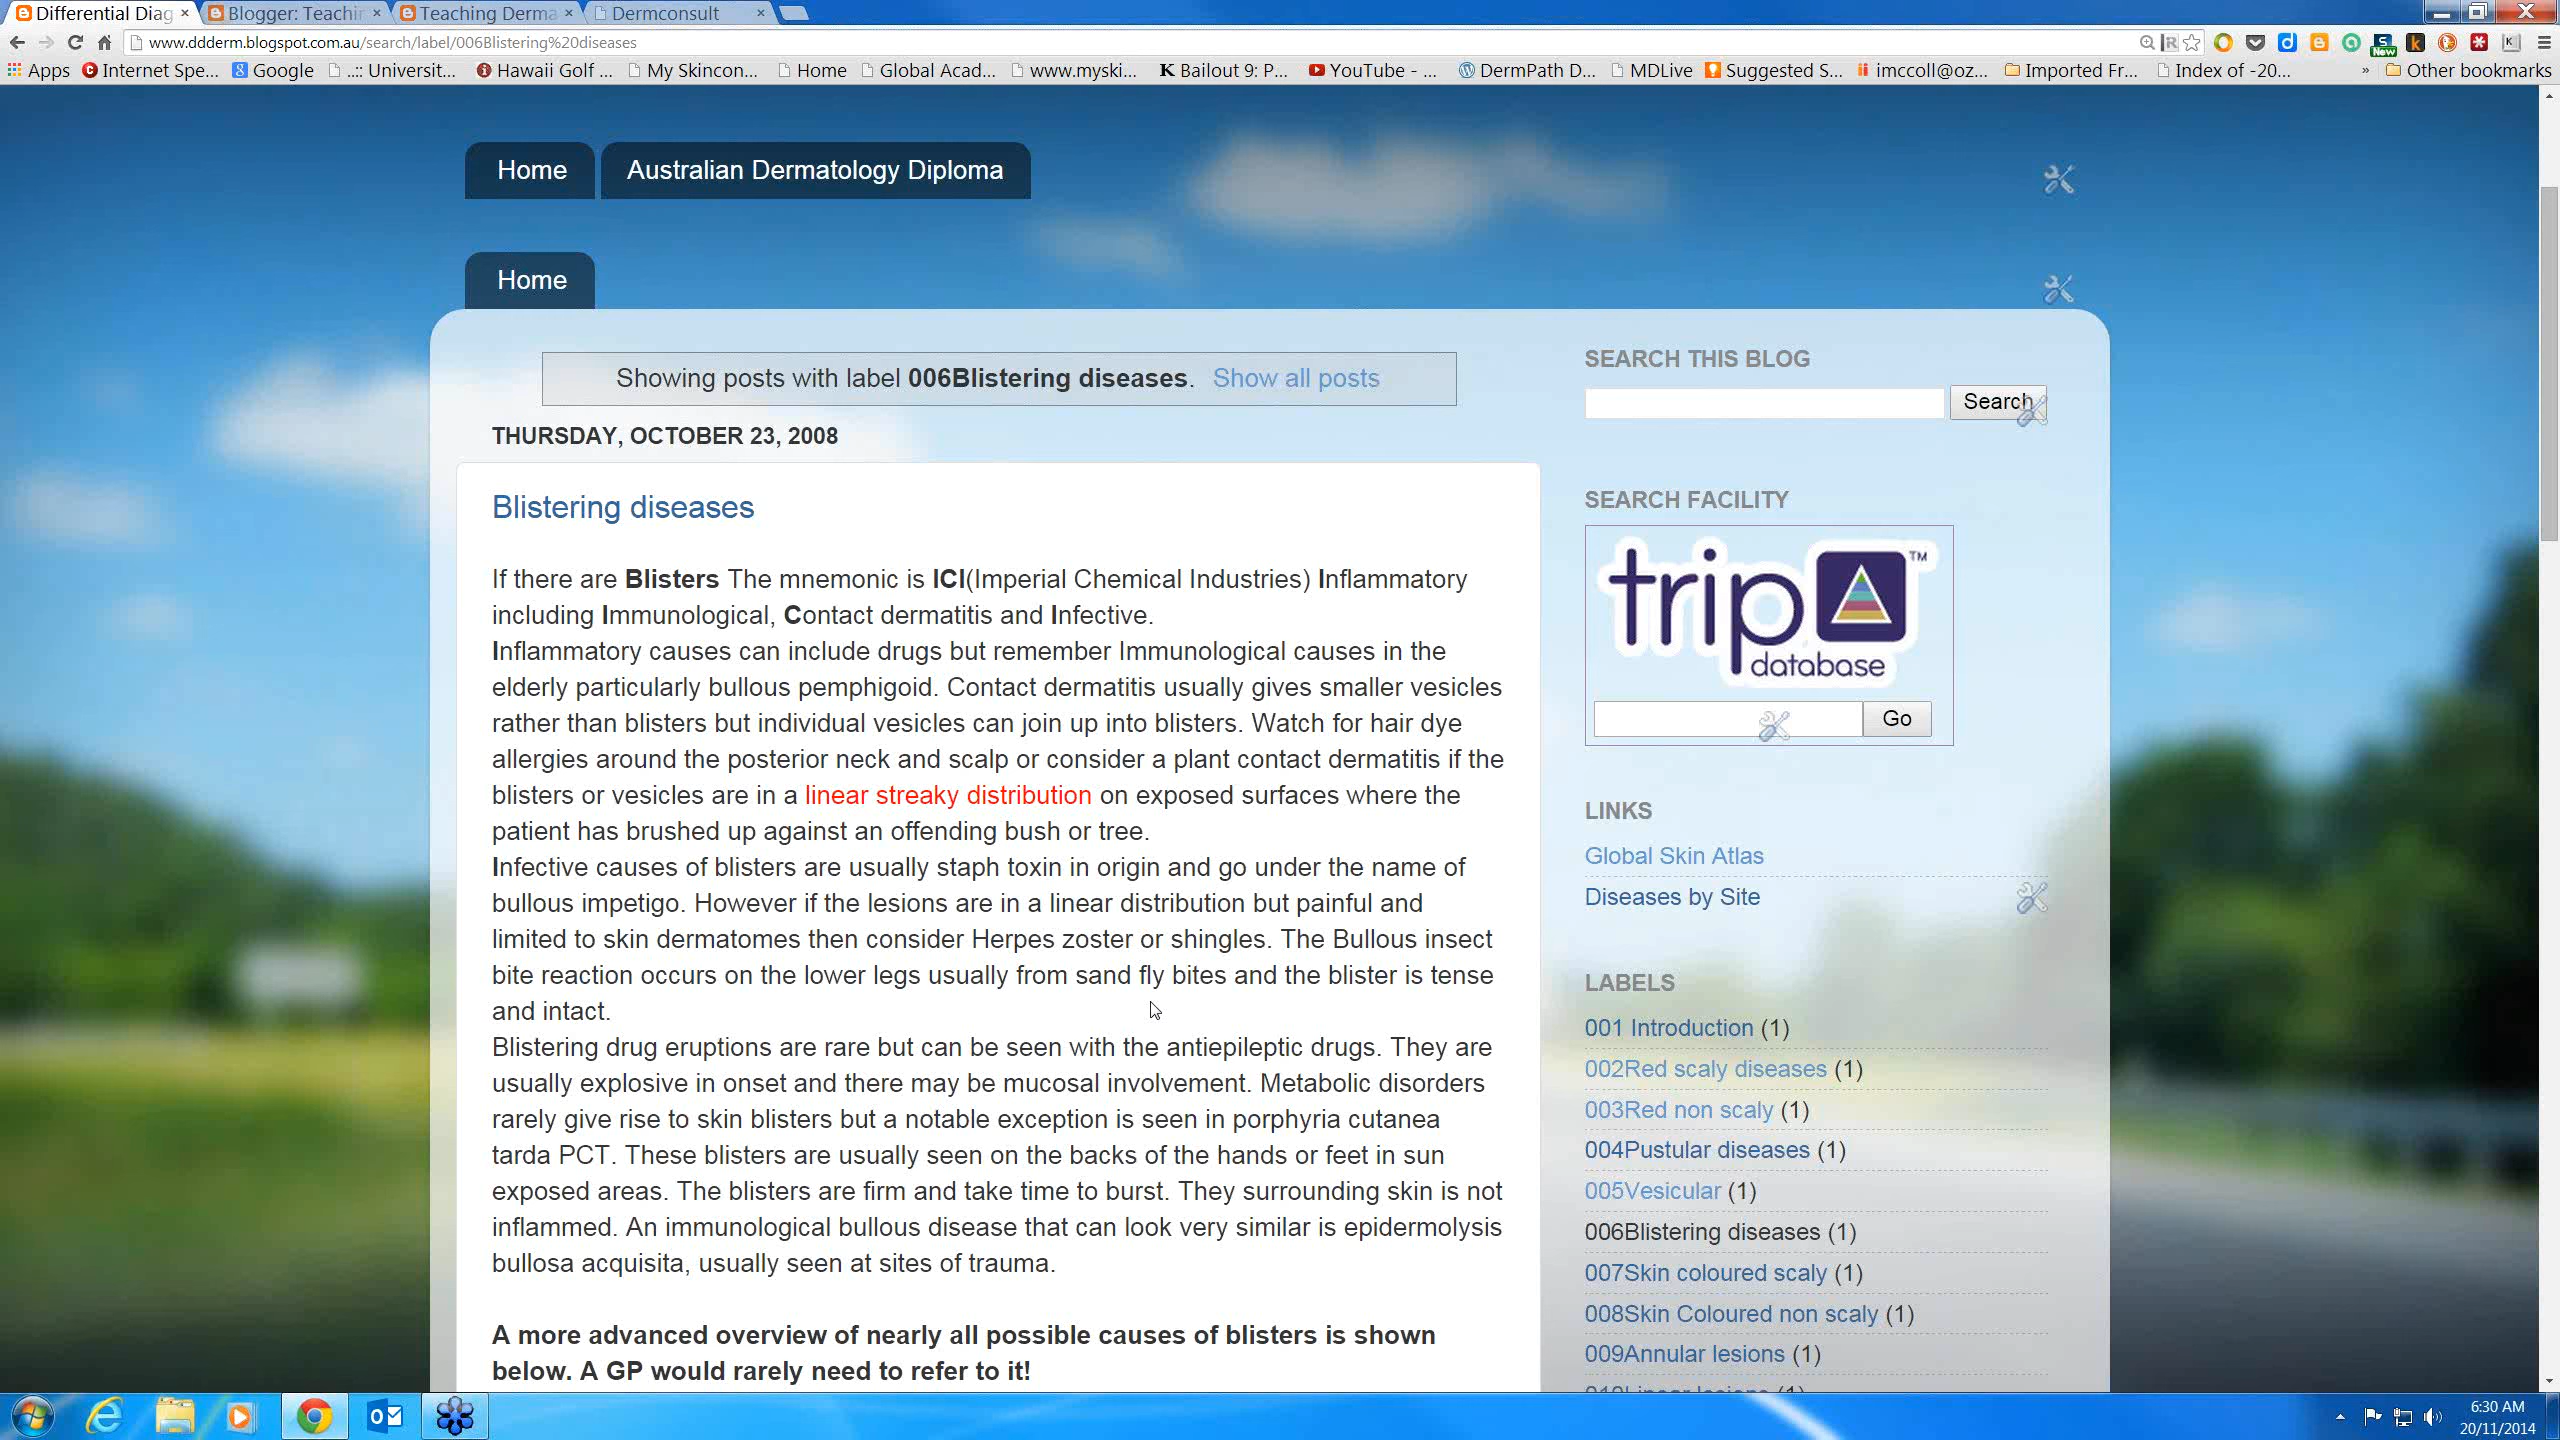 Differential Diag
Blogger: Teachin
Teaching Derma
Dermconsult
www.ddderm.blogspot.com.au/search/label/006Blistering%20diseases
Apps
Internet Spe...
Google
..:: Universit...
Hawaii Golf ...
My Skincon...
Home
Global Acad...
www.myski...
Bailout 9: P...
YouTube - ...
DermPath D...
MDLive
Suggested S...
imccoll@oz...
Imported Fr...
Index of -20...
»
Other bookmarks
Home
Australian Dermatology Diploma
Home
Showing posts with label 006Blistering diseases. Show all posts
THURSDAY, OCTOBER 23, 2008
Blistering diseases
If there are Blisters The mnemonic is ICI(Imperial Chemical Industries) Inflammatory
including Immunological, Contact dermatitis and Infective.
Inflammatory causes can include drugs but remember Immunological causes in the
elderly particularly bullous pemphigoid. Contact dermatitis usually gives smaller vesicles
rather than blisters but individual vesicles can join up into blisters. Watch for hair dye
allergies around the posterior neck and scalp or consider a plant contact dermatitis if the
blisters or vesicles are in a linear streaky distribution on exposed surfaces where the
patient has brushed up against an offending bush or tree.
Infective causes of blisters are usually staph toxin in origin and go under the name of
bullous impetigo. However if the lesions are in a linear distribution but painful and
limited to skin dermatomes then consider Herpes zoster or shingles. The Bullous insect
bite reaction occurs on the lower legs usually from sand fly bites and the blister is tense
and intact.
Blistering drug eruptions are rare but can be seen with the antiepileptic drugs. They are
usually explosive in onset and there may be mucosal involvement. Metabolic disorders
rarely give rise to skin blisters but a notable exception is seen in porphyria cutanea
tarda PCT. These blisters are usually seen on the backs of the hands or feet in sun
exposed areas. The blisters are firm and take time to burst. They surrounding skin is not
inflammed. An immunological bullous disease that can look very similar is epidermolysis
bullosa acquisita, usually seen at sites of trauma.
A more advanced overview of nearly all possible causes of blisters is shown
below. A GP would rarely need to refer to it!
SEARCH THIS BLOG
Search
SEARCH FACILITY
trip TM
database
Go
LINKS
Global Skin Atlas
Diseases by Site
LABELS
001 Introduction (1)
002Red scaly diseases (1)
003Red non scaly (1)
004Pustular diseases (1)
005Vesicular (1)
006Blistering diseases (1)
007Skin coloured scaly (1)
008Skin Coloured non scaly (1)
009Annular lesions (1)
010Linear lesions (1)
6:30 AM
20/11/2014